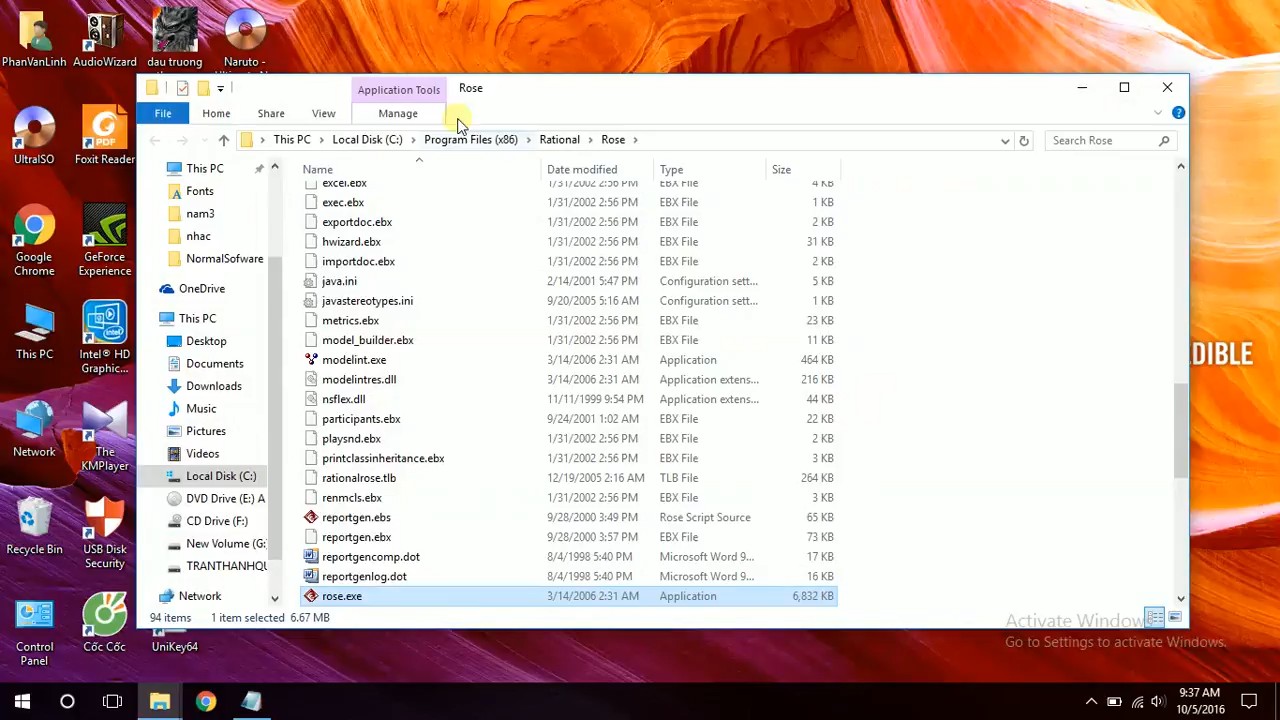 PhanVanLinh
AudioWizard
dau truong
Naruto -
UltraISO
Foxit Reader
Google
Chrome
GeForce
Experience
This PC
Intel® HD
Graphic...
Network
The
KMPlayer
Recycle Bin
USB Disk
Security
Control
Panel
Cốc Cốc
UniKey64
Application Tools
Rose
File
Home
Share
View
Manage
This PC > Local Disk (C:) > Program Files (x86) > Rational > Rose >
Search Rose
This PC
Fonts
nam3
nhac
NormalSofware
OneDrive
This PC
Desktop
Documents
Downloads
Music
Pictures
Videos
Local Disk (C:)
DVD Drive (E:) A
CD Drive (F:)
New Volume (G:
TRANTHANHQU
Network
Name Date modified Type Size
excel.ebx 1/31/2002 2:56 PM EBX File 4 KB
exec.ebx 1/31/2002 2:56 PM EBX File 1 KB
exportdoc.ebx 1/31/2002 2:56 PM EBX File 2 KB
hwizard.ebx 1/31/2002 2:56 PM EBX File 31 KB
importdoc.ebx 1/31/2002 2:56 PM EBX File 2 KB
java.ini 2/14/2001 5:47 PM Configuration sett... 5 KB
javastereotypes.ini 9/20/2005 5:16 AM Configuration sett... 1 KB
metrics.ebx 1/31/2002 2:56 PM EBX File 23 KB
model_builder.ebx 1/31/2002 2:56 PM EBX File 11 KB
modelint.exe 3/14/2006 2:31 AM Application 464 KB
modelintres.dll 3/14/2006 2:31 AM Application extens... 216 KB
nsflex.dll 11/11/1999 9:54 PM Application extens... 44 KB
participants.ebx 9/24/2001 1:02 AM EBX File 22 KB
playsnd.ebx 1/31/2002 2:56 PM EBX File 2 KB
printclassinheritance.ebx 1/31/2002 2:56 PM EBX File 3 KB
rationalrose.tlb 12/19/2005 2:16 AM TLB File 264 KB
renmcls.ebx 1/31/2002 2:56 PM EBX File 3 KB
reportgen.ebs 9/28/2000 3:49 PM Rose Script Source 65 KB
reportgen.ebx 9/28/2000 3:57 PM EBX File 73 KB
reportgencomp.dot 8/4/1998 5:40 PM Microsoft Word 9... 17 KB
reportgenlog.dot 8/4/1998 5:40 PM Microsoft Word 9... 16 KB
rose.exe 3/14/2006 2:31 AM Application 6,832 KB
94 items 1 item selected 6.67 MB
EDIBLE
Activate Window
Go to Settings to activate Windows.
9:37 AM
10/5/2016